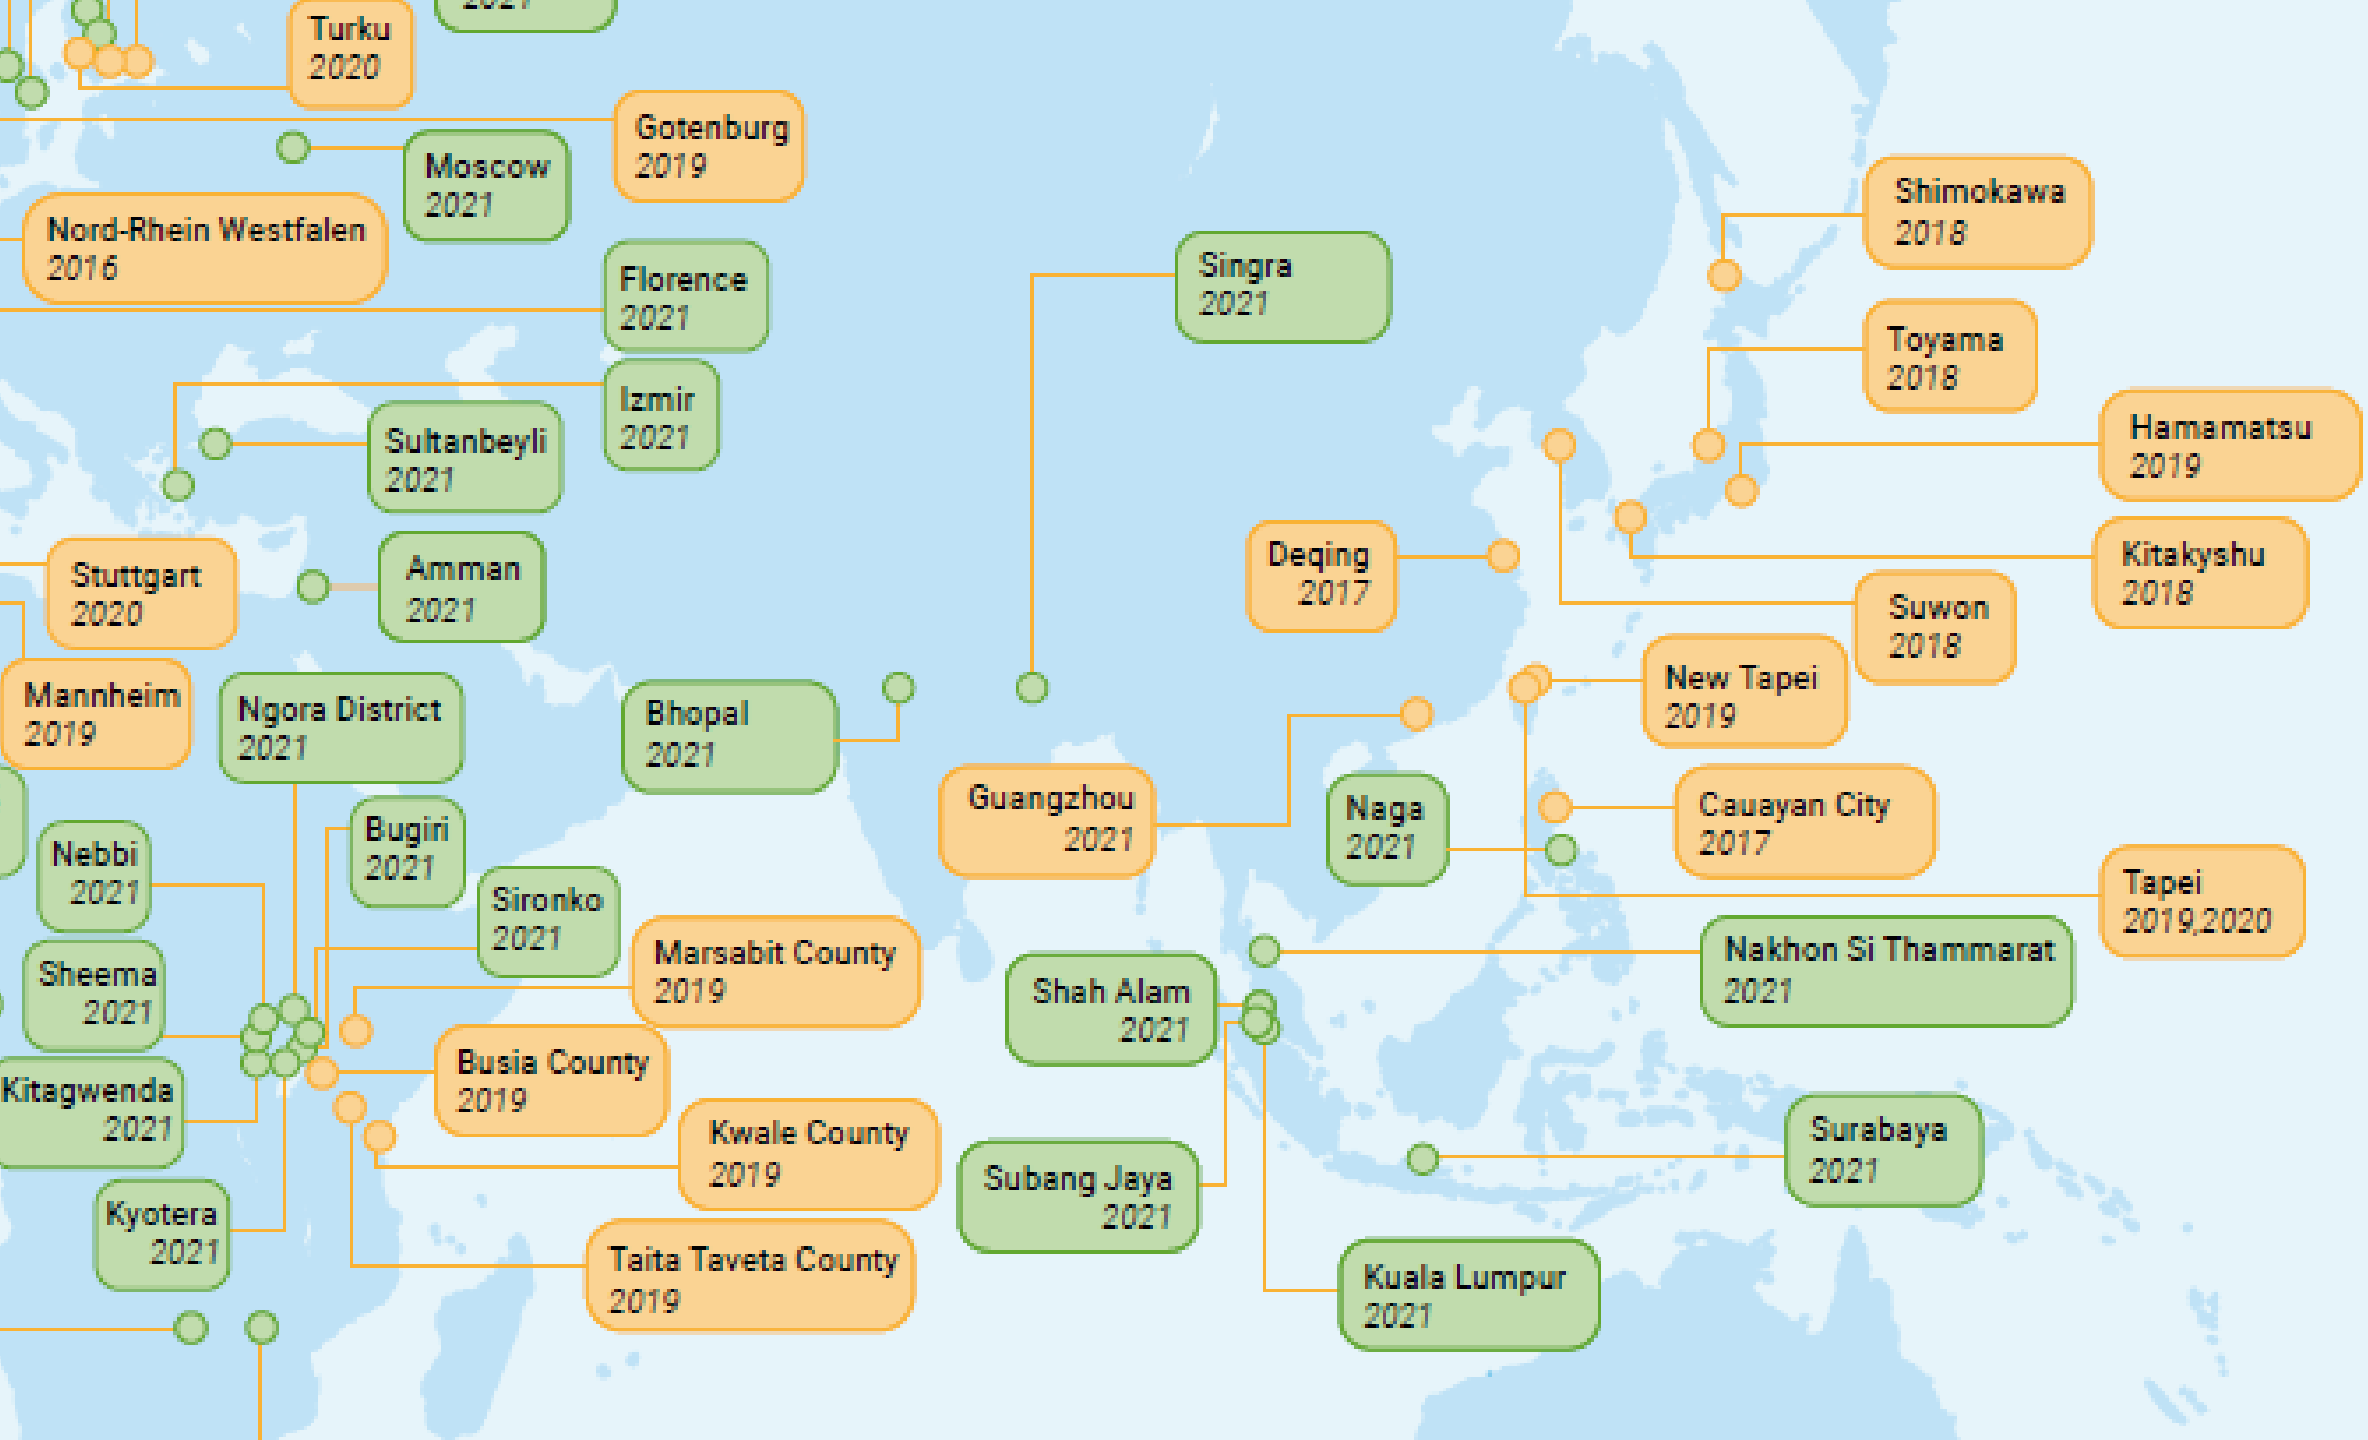 2021
Turku
2020
Gotenburg
2019
Moscow
2021
Nord-Rhein Westfalen
2016
Florence
2021
Izmir
2021
Sultanbeyli
2021
Singra
2021
Shimokawa
2018
Toyama
2018
Hamamatsu
2019
Kitakyshu
2018
Deqing
2017
Suwon
2018
Stuttgart
2020
Amman
2021
Mannheim
2019
Ngora District
2021
Bhopal
2021
New Tapei
2019
Guangzhou
2021
Naga
2021
Cauayan City
2017
Tapei
2019,2020
Nebbi
2021
Bugiri
2021
Sironko
2021
Marsabit County
2019
Sheema
2021
Shah Alam
2021
Nakhon Si Thammarat
2021
Kitagwenda
2021
Busia County
2019
Kwale County
2019
Subang Jaya
2021
Surabaya
2021
Kyotera
2021
Taita Taveta County
2019
Kuala Lumpur
2021